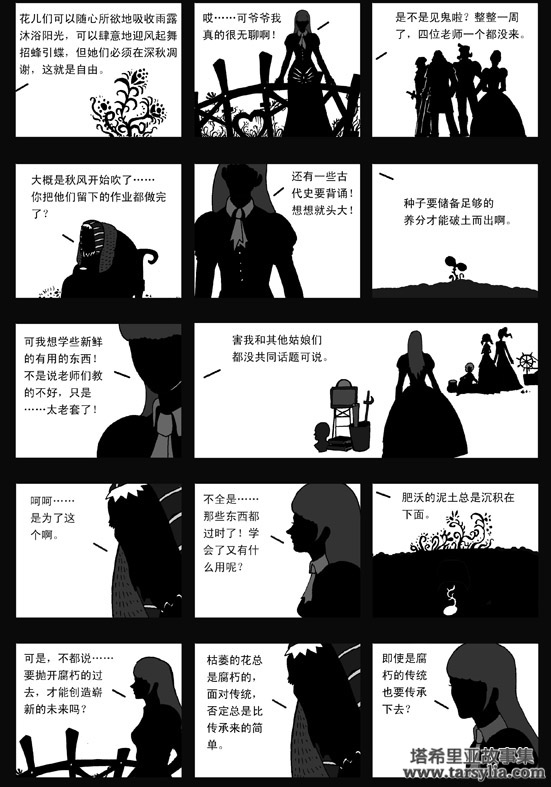 花儿们可以随心所欲地吸收雨露
沐浴阳光，可以肆意地迎风起舞
招蜂引蝶，但她们必须在深秋凋
谢，这就是自由。
哎……可爷爷我
真的很无聊啊！
是不是见鬼啦？整整一周
了，四位老师一个都没来。
大概是秋风开始吹了……
你把他们留下的作业都做完
了？
还有一些古
代史要背诵！
想想就头大！
种子要储备足够的
养分才能破土而出啊。
可我想学些新鲜
的有用的东西！
不是说老师们教
的不好，只是
……太老套了！
害我和其他姑娘们
都没共同话题可说。
呵呵……
是为了这
个啊。
不全是……
那些东西都
过时了！学
会了又有什
么用呢？
肥沃的泥土总是沉积在
下面。
可是，不都说……
要抛开腐朽的过
去，才能创造崭
新的未来吗？
枯萎的花总
是腐朽的，
面对传统，
否定总是比
传承来的简
单。
即使是腐
朽的传统
也要传承
下去？
塔希里亚故事集
www.tarsylia.com